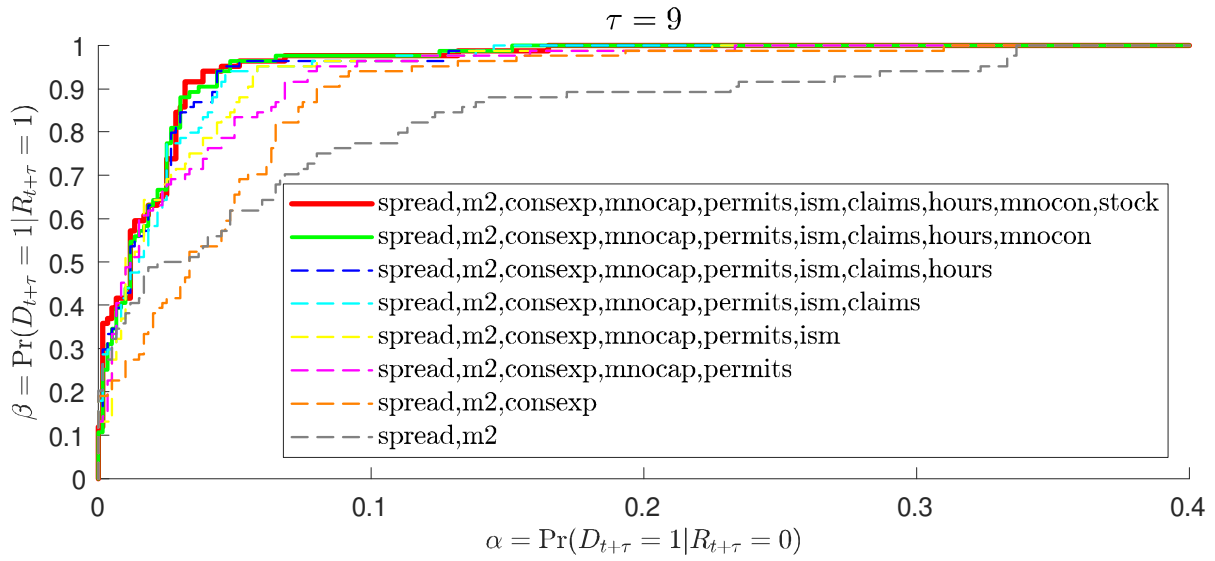 τ = 9
1
0.9
0.8
0.7
0.6
0.5
0.4
0.3
0.2
0.1
0
β = Pr(D_{t+τ} = 1|R_{t+τ} = 1)
spread,m2,consexp,mnocap,permits,ism,claims,hours,mnocon,stock
spread,m2,consexp,mnocap,permits,ism,claims,hours,mnocon
spread,m2,consexp,mnocap,permits,ism,claims,hours
spread,m2,consexp,mnocap,permits,ism,claims
spread,m2,consexp,mnocap,permits,ism
spread,m2,consexp,mnocap,permits
spread,m2,consexp
spread,m2
0 0.1 0.2 0.3 0.4
α = Pr(D_{t+τ} = 1|R_{t+τ} = 0)